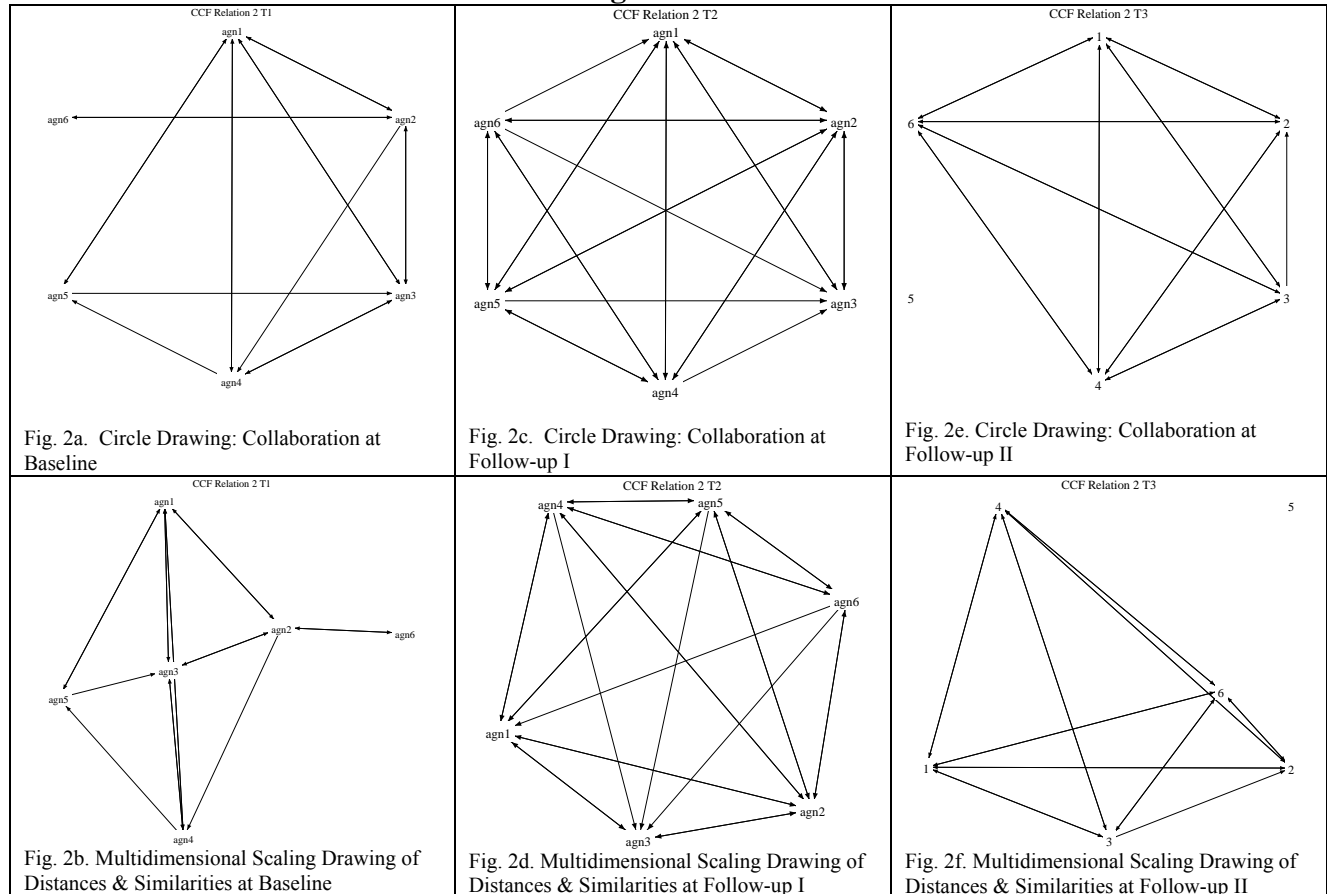 CCF Relation 2 T1
agn1
agn6
agn2
agn5
agn3
agn4
Fig. 2a. Circle Drawing: Collaboration at
Baseline
CCF Relation 2 T2
agn1
agn6
agn2
agn5
agn3
agn4
Fig. 2c. Circle Drawing: Collaboration at
Follow-up I
CCF Relation 2 T3
1
6
2
5
3
4
Fig. 2e. Circle Drawing: Collaboration at
Follow-up II
CCF Relation 2 T1
agn1
agn2
agn6
agn3
agn5
agn4
Fig. 2b. Multidimensional Scaling Drawing of
Distances & Similarities at Baseline
CCF Relation 2 T2
agn4
agn5
agn6
agn1
agn2
agn3
Fig. 2d. Multidimensional Scaling Drawing of
Distances & Similarities at Follow-up I
CCF Relation 2 T3
4
5
6
1
2
3
Fig. 2f. Multidimensional Scaling Drawing of
Distances & Similarities at Follow-up II